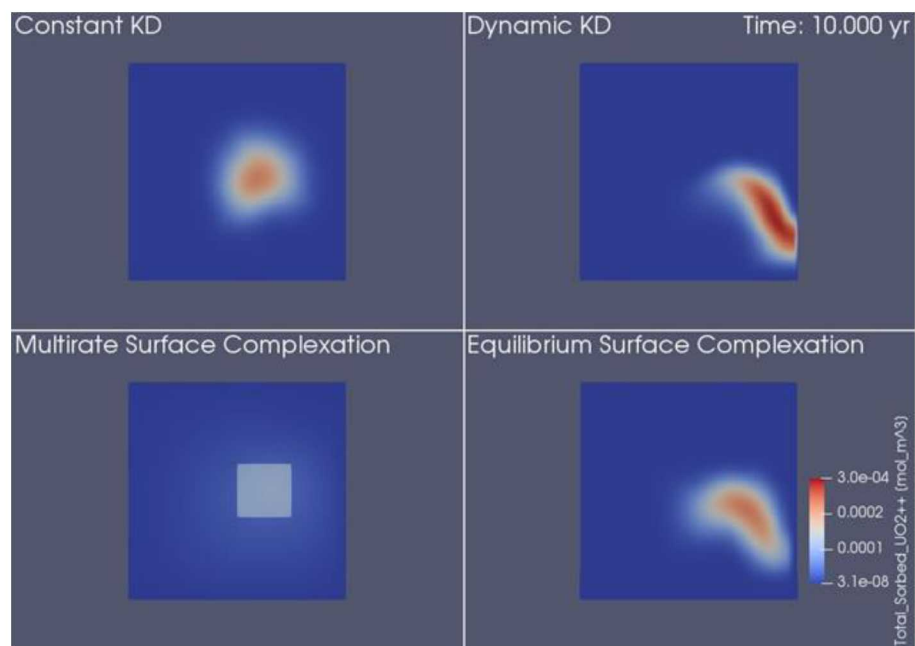 Constant KD
Dynamic KD
Time: 10.000 yr
Multirate Surface Complexation
Equilibrium Surface Complexation
3.0e-04
0.0002
0.0001
3.1e-08
Total_Sorbed_UO2++ (mol_m^3)